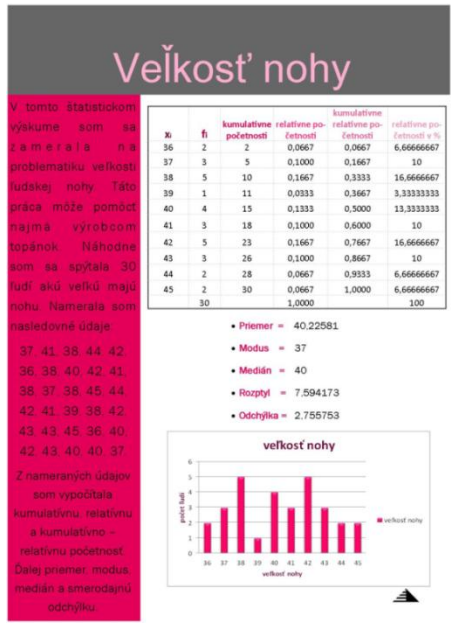 Veľkosť nohy
V tomto štatistickom
výskume som sa
zamerala na
problematiku veľkosti
ľudskej nohy. Táto
práca môže pomôcť
najmä výrobcom
topánok. Náhodne
som sa spýtala 30
ľudí akú veľkú majú
nohu. Namerala som
nasledovné údaje:
37, 41, 38, 44, 42,
36, 38, 40, 42, 41,
38, 37, 38, 45, 44,
42, 41, 39, 38, 42,
43, 43, 45, 36, 40,
42, 43, 40, 40, 37.
Z nameraných údajov
som vypočítala
kumulatívnu, relatívnu
a kumulatívno –
relatívnu početnosť.
Ďalej priemer, modus,
medián a smerodajnú
odchýlku.
xᵢ fᵢ kumulatívne početnosti relatívne po-četnosti kumulatívne relatívne po-četnosti relatívne po-četnosti v %
36 2 2 0,0667 0,0667 6,66666667
37 3 5 0,1000 0,1667 10
38 5 10 0,1667 0,3333 16,6666667
39 1 11 0,0333 0,3667 3,33333333
40 4 15 0,1333 0,5000 13,3333333
41 3 18 0,1000 0,6000 10
42 5 23 0,1667 0,7667 16,6666667
43 3 26 0,1000 0,8667 10
44 2 28 0,0667 0,9333 6,66666667
45 2 30 0,0667 1,0000 6,66666667
30 1,0000 100
• Priemer = 40,22581
• Modus = 37
• Medián = 40
• Rozptyl = 7,594173
• Odchýlka = 2,755753
veľkosť nohy
počet ľudí
6
5
4
3
2
1
0
36 37 38 39 40 41 42 43 44 45
veľkosť nohy
veľkosť nohy